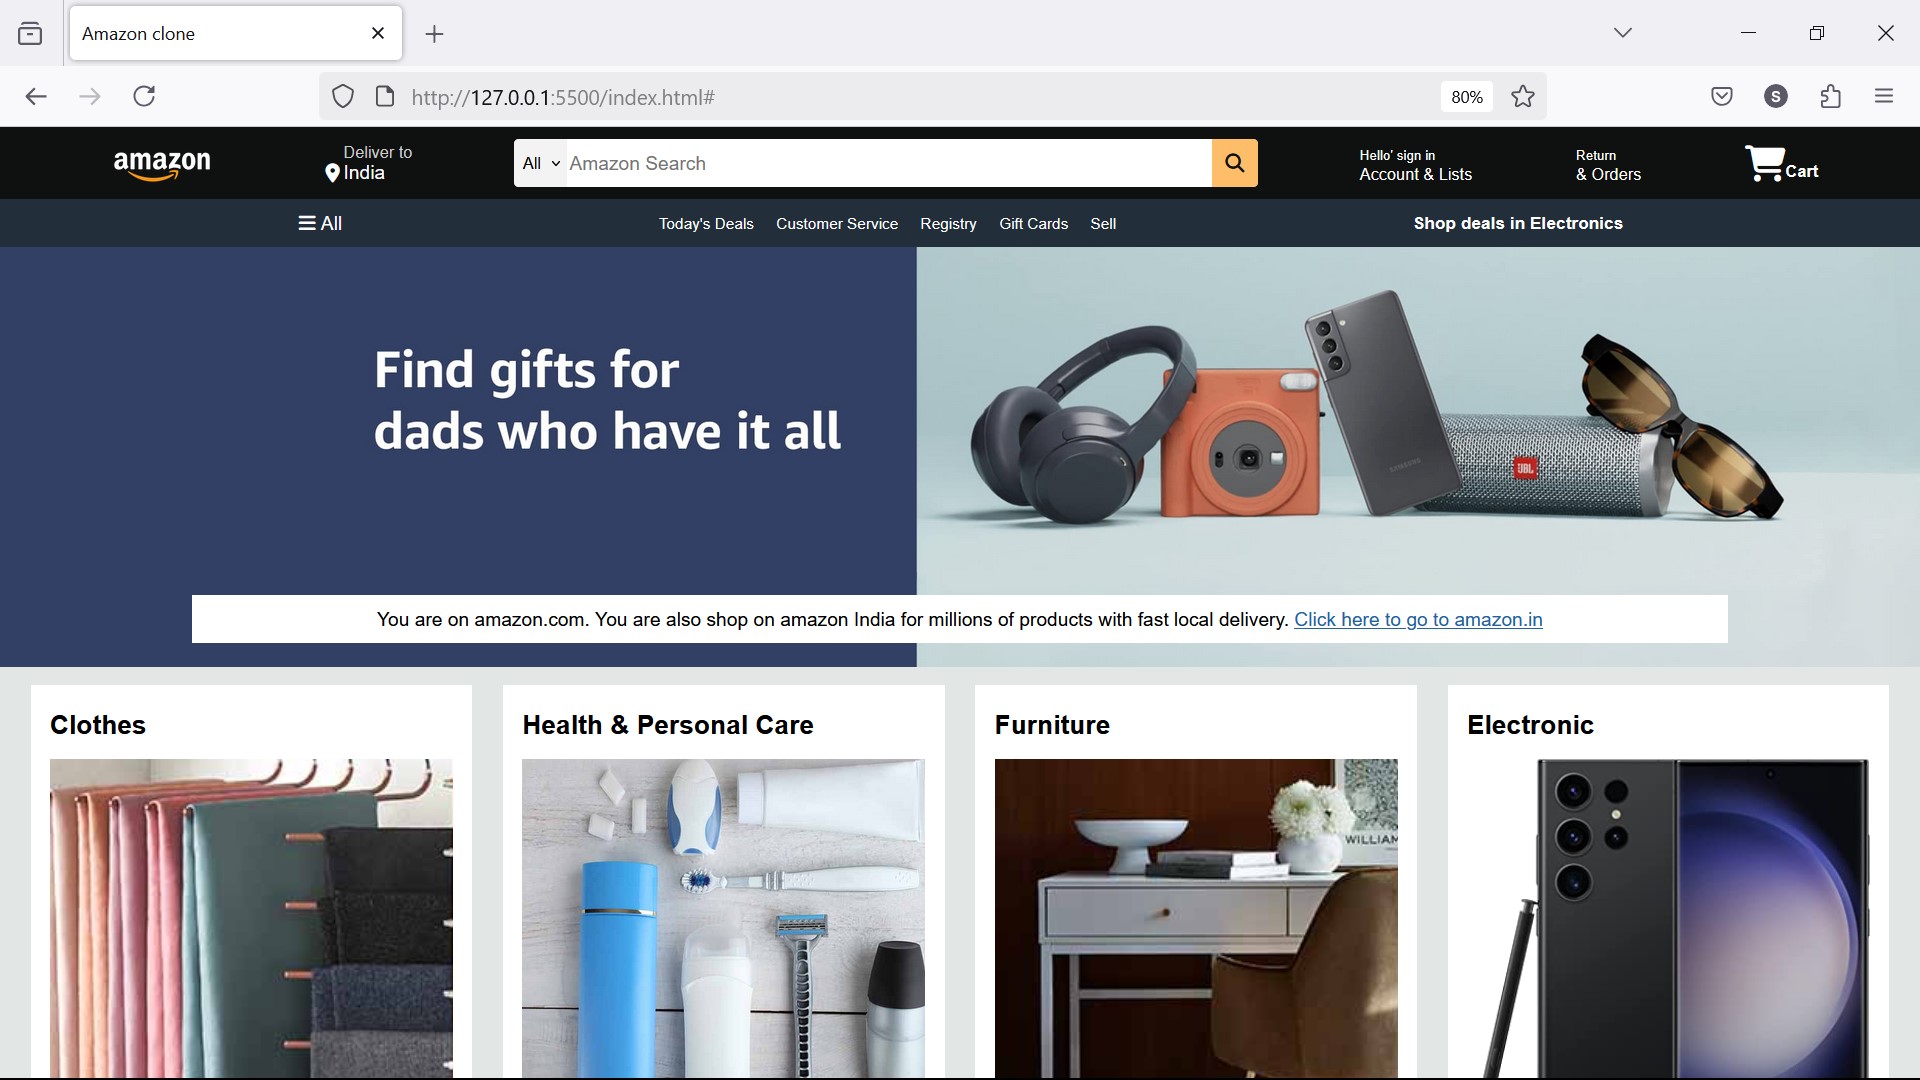 Amazon clone
http://127.0.0.1:5500/index.html#
80%
S
amazon
Deliver to
India
All
Amazon Search
Hello' sign in
Account & Lists
Return
& Orders
Cart
All
Today's Deals
Customer Service
Registry
Gift Cards
Sell
Shop deals in Electronics
Find gifts for
dads who have it all
SAMSUNG
JBL
You are on amazon.com. You are also shop on amazon India for millions of products with fast local delivery. Click here to go to amazon.in
Clothes
Health & Personal Care
Furniture
Electronic
WILLIAM